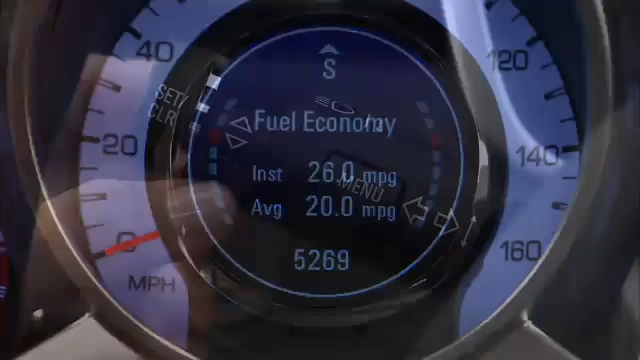 40
120
S
SET/
CLR
Fuel Economy
20
140
Inst 26.0 mpg
MENU
Avg 20.0 mpg
0
160
5269
MPH